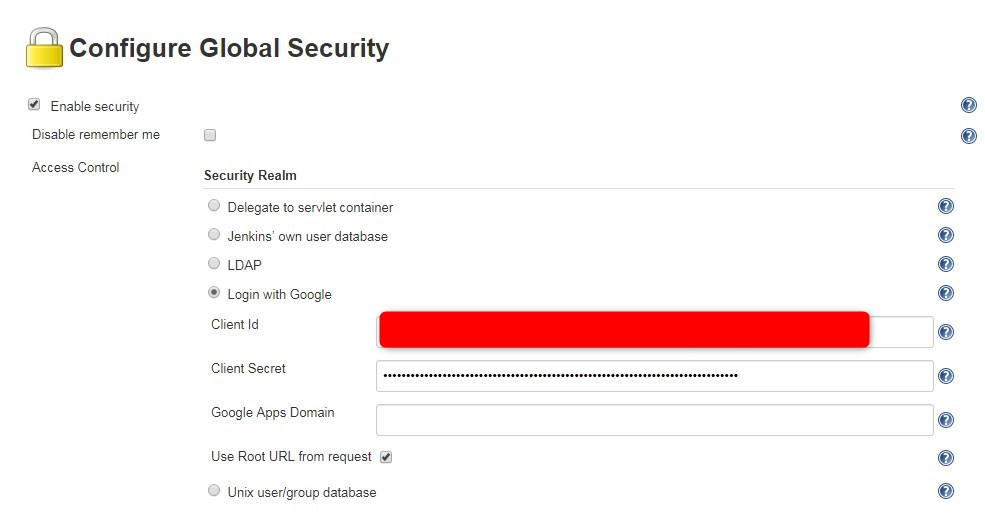 Configure Global Security
Enable security
Disable remember me
Access Control
Security Realm
Delegate to servlet container
Jenkins' own user database
LDAP
Login with Google
Client Id
Client Secret
••••••••••••••••••••••••••••••••••••••••••••••••••••••••••••••••••••••••
Google Apps Domain
Use Root URL from request
Unix user/group database